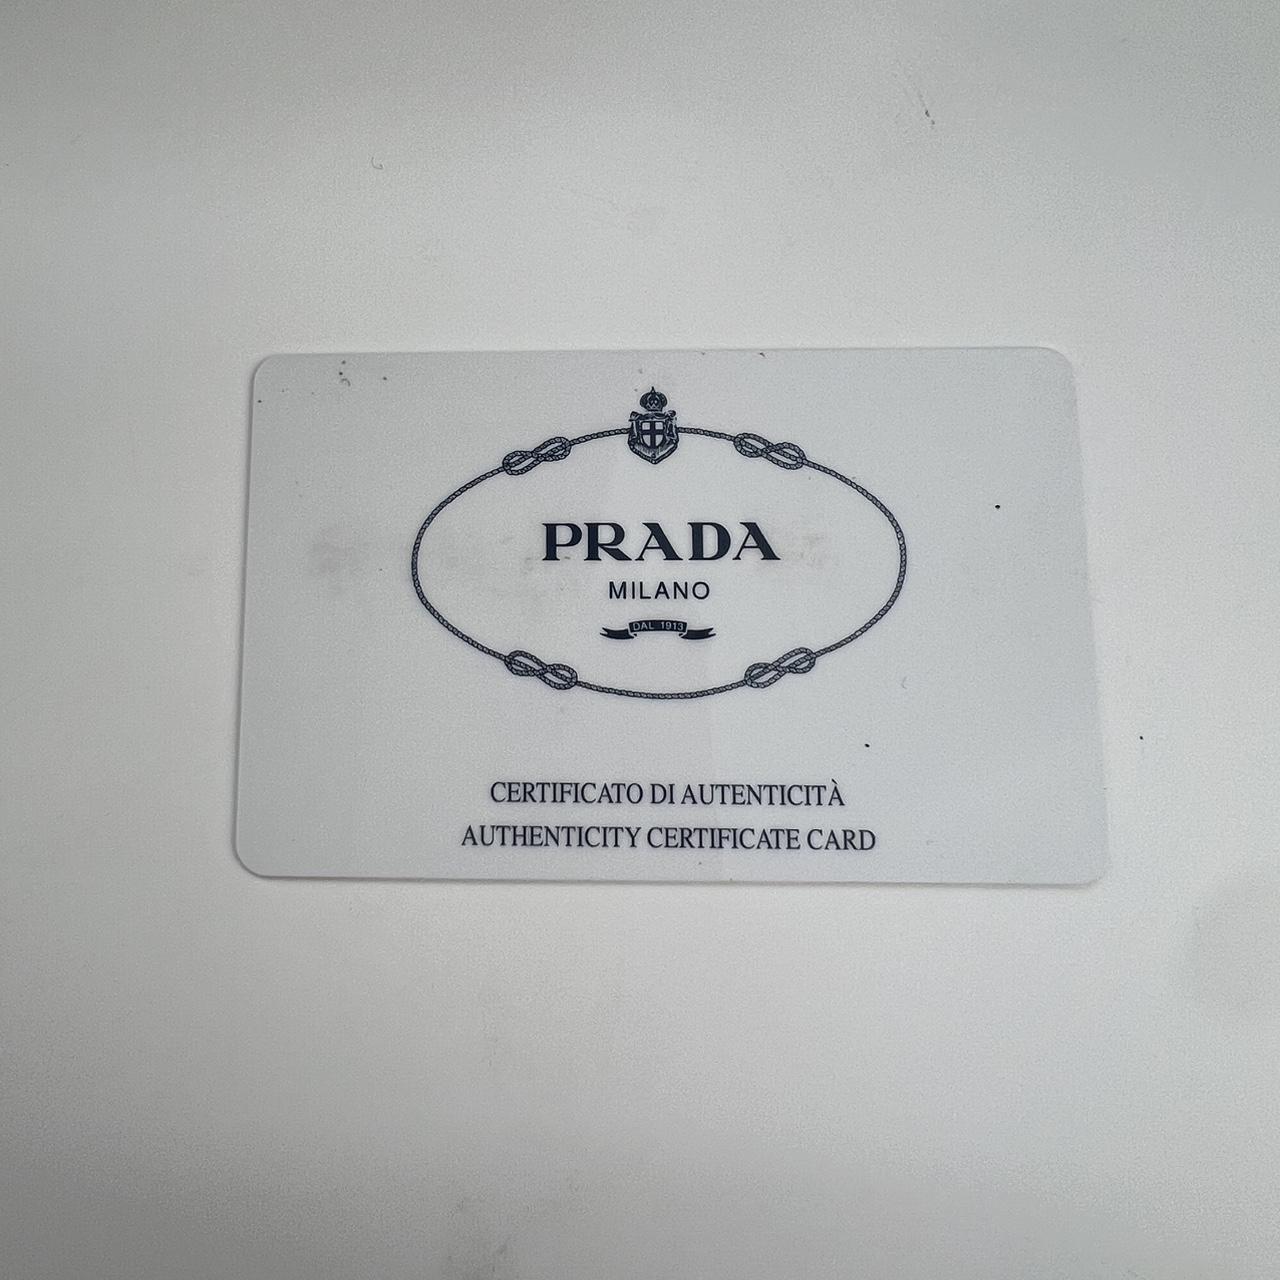 PRADA
MILANO
DAL 1913
CERTIFICATO DI AUTENTICITÀ
AUTHENTICITY CERTIFICATE CARD